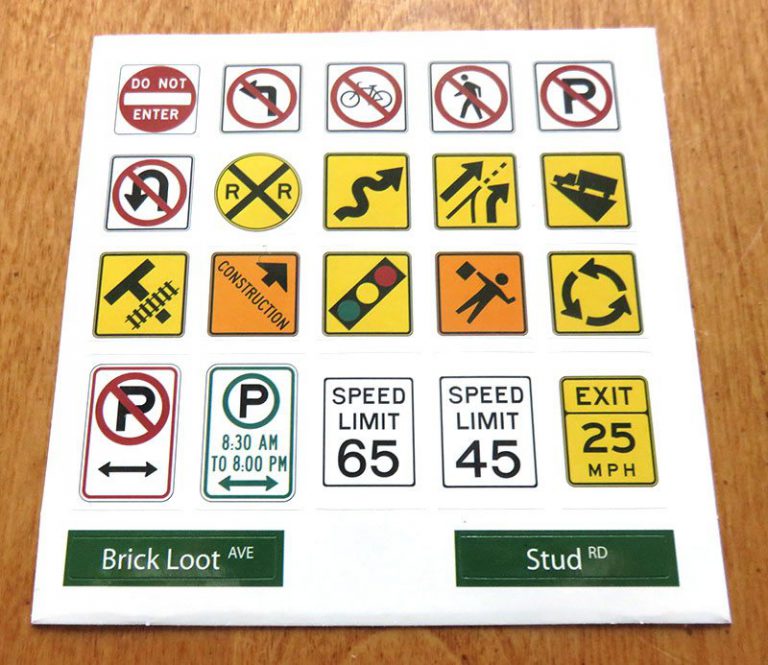 DO NOT
ENTER
P
R R
CONSTRUCTION
P
P
8:30 AM
TO 8:00 PM
SPEED
LIMIT
65
SPEED
LIMIT
45
EXIT
25
MPH
Brick Loot AVE
Stud RD